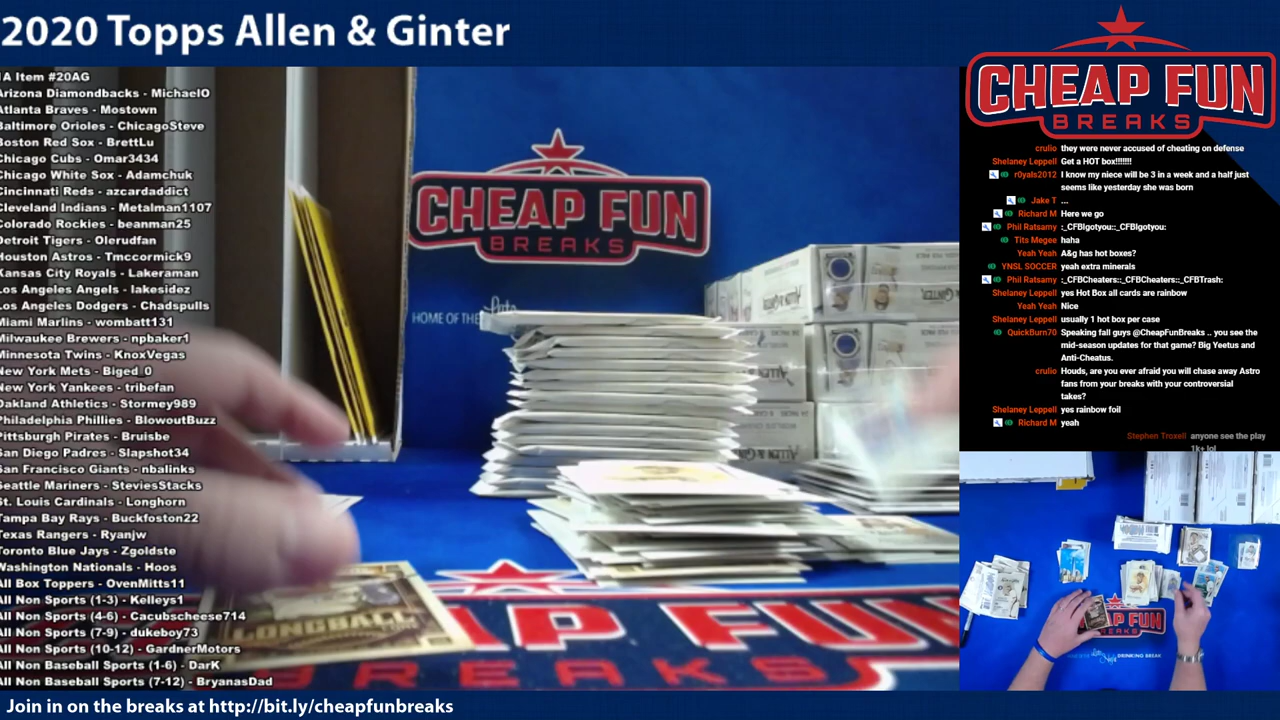 2020 Topps Allen & Ginter
1A Item #20AG
Arizona Diamondbacks - MichaelO
Atlanta Braves - Mostown
Baltimore Orioles - ChicagoSteve
Boston Red Sox - BrettLu
Chicago Cubs - Omar3434
Chicago White Sox - Adamchuk
Cincinnati Reds - azcardaddict
Cleveland Indians - Metalman1107
Colorado Rockies - beanman25
Detroit Tigers - Olerudfan
Houston Astros - Tmccormick9
Kansas City Royals - Lakeraman
Los Angeles Angels - lakesidez
Los Angeles Dodgers - Chadspulls
Miami Marlins - wombatt131
Milwaukee Brewers - npbaker1
Minnesota Twins - KnoxVegas
New York Mets - Biged_0
New York Yankees - tribefan
Oakland Athletics - Stormey989
Philadelphia Phillies - BlowoutBuzz
Pittsburgh Pirates - Bruisbe
San Diego Padres - Slapshot34
San Francisco Giants - nbalinks
Seattle Mariners - SteviesStacks
St. Louis Cardinals - Longhorn
Tampa Bay Rays - Buckfoston22
Texas Rangers - Ryanjw
Toronto Blue Jays - Zgoldste
Washington Nationals - Hoos
All Box Toppers - OvenMitts11
All Non Sports (1-3) - Kelleys1
All Non Sports (4-6) - Cacubscheese714
All Non Sports (7-9) - dukeboy73
All Non Sports (10-12) - GardnerMotors
All Non Baseball Sports (1-6) - DarK
All Non Baseball Sports (7-12) - BryanasDad
CHEAP FUN
BREAKS
HOME OF THE
LONGBALL
CHEAP FUN
BREAKS
crulio they were never accused of cheating on defense
Shelaney Leppell Get a HOT box!!!!!!!
r0yals2012 I know my niece will be 3 in a week and a half just
seems like yesterday she was born
Jake T ...
Richard M Here we go
Phil Ratsamy :_CFBIgotyou::_CFBIgotyou:
Tits Megee haha
Yeah Yeah A&g has hot boxes?
YNSL SOCCER yeah extra minerals
Phil Ratsamy :_CFBCheaters::_CFBCheaters::_CFBTrash:
Shelaney Leppell yes Hot Box all cards are rainbow
Yeah Yeah Nice
Shelaney Leppell usually 1 hot box per case
QuickBurn70 Speaking fall guys @CheapFunBreaks .. you see the
mid-season updates for that game? Big Yeetus and
Anti-Cheatus.
crulio Houds, are you ever afraid you will chase away Astro
fans from your breaks with your controversial
takes?
Shelaney Leppell yes rainbow foil
Richard M yeah
Stephen Troxell anyone see the play
1k+ lol
DRINKING BREAK
Join in on the breaks at http://bit.ly/cheapfunbreaks